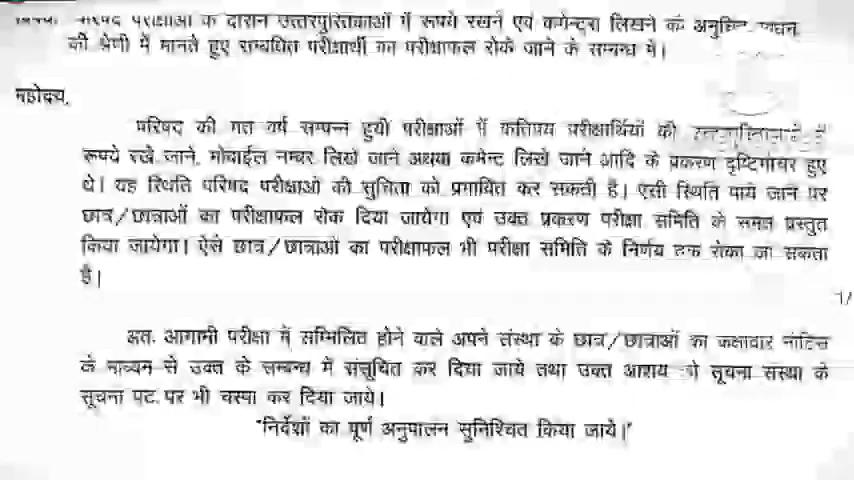 विषयः परिषद परीक्षाओं के दौरान उत्तरपुस्तिकाओं में रूपये रखने एवं कमेन्टस लिखने को अनुचित साधन
की श्रेणी में मानते हुए सम्बंधित परीक्षार्थी का परीक्षाफल रोके जाने के सम्बन्ध में।
महोदय,
परिषद की गत वर्ष सम्पन्न हुयी परीक्षाओं में कतिपय परीक्षार्थियों की उत्तरपुस्तिकाओं में
रूपये रखे जाने, मोबाईल नम्बर लिखे जाने अथवा कमेन्ट लिखे जाने आदि के प्रकरण दृष्टिगोचर हुए
थे। यह स्थिति परिषद परीक्षाओं की सुचिता को प्रभावित कर सकती है। ऐसी स्थिति पाये जाने पर
छात्र/छात्राओं का परीक्षाफल रोक दिया जायेगा एवं उक्त प्रकरण परीक्षा समिति के समक्ष प्रस्तुत
किया जायेगा। ऐसे छात्र/छात्राओं का परीक्षाफल भी परीक्षा समिति के निर्णय तक रोका जा सकता
है।
अतः आगामी परीक्षा में सम्मिलित होने वाले अपने संस्था के छात्र/छात्राओं का कक्षावार नोटिस
के माध्यम से उक्त के सम्बन्ध में संसूचित कर दिया जाये तथा उक्त आशय की सूचना संस्था के
सूचना पट पर भी चस्पा कर दिया जाये।
"निर्देशों का पूर्ण अनुपालन सुनिश्चित किया जाये।"